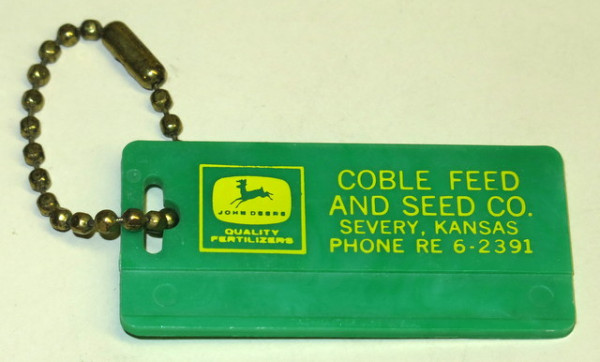 JOHN DEERE
QUALITY
FERTILIZERS
COBLE FEED
AND SEED CO.
SEVERY, KANSAS
PHONE RE 6-2391